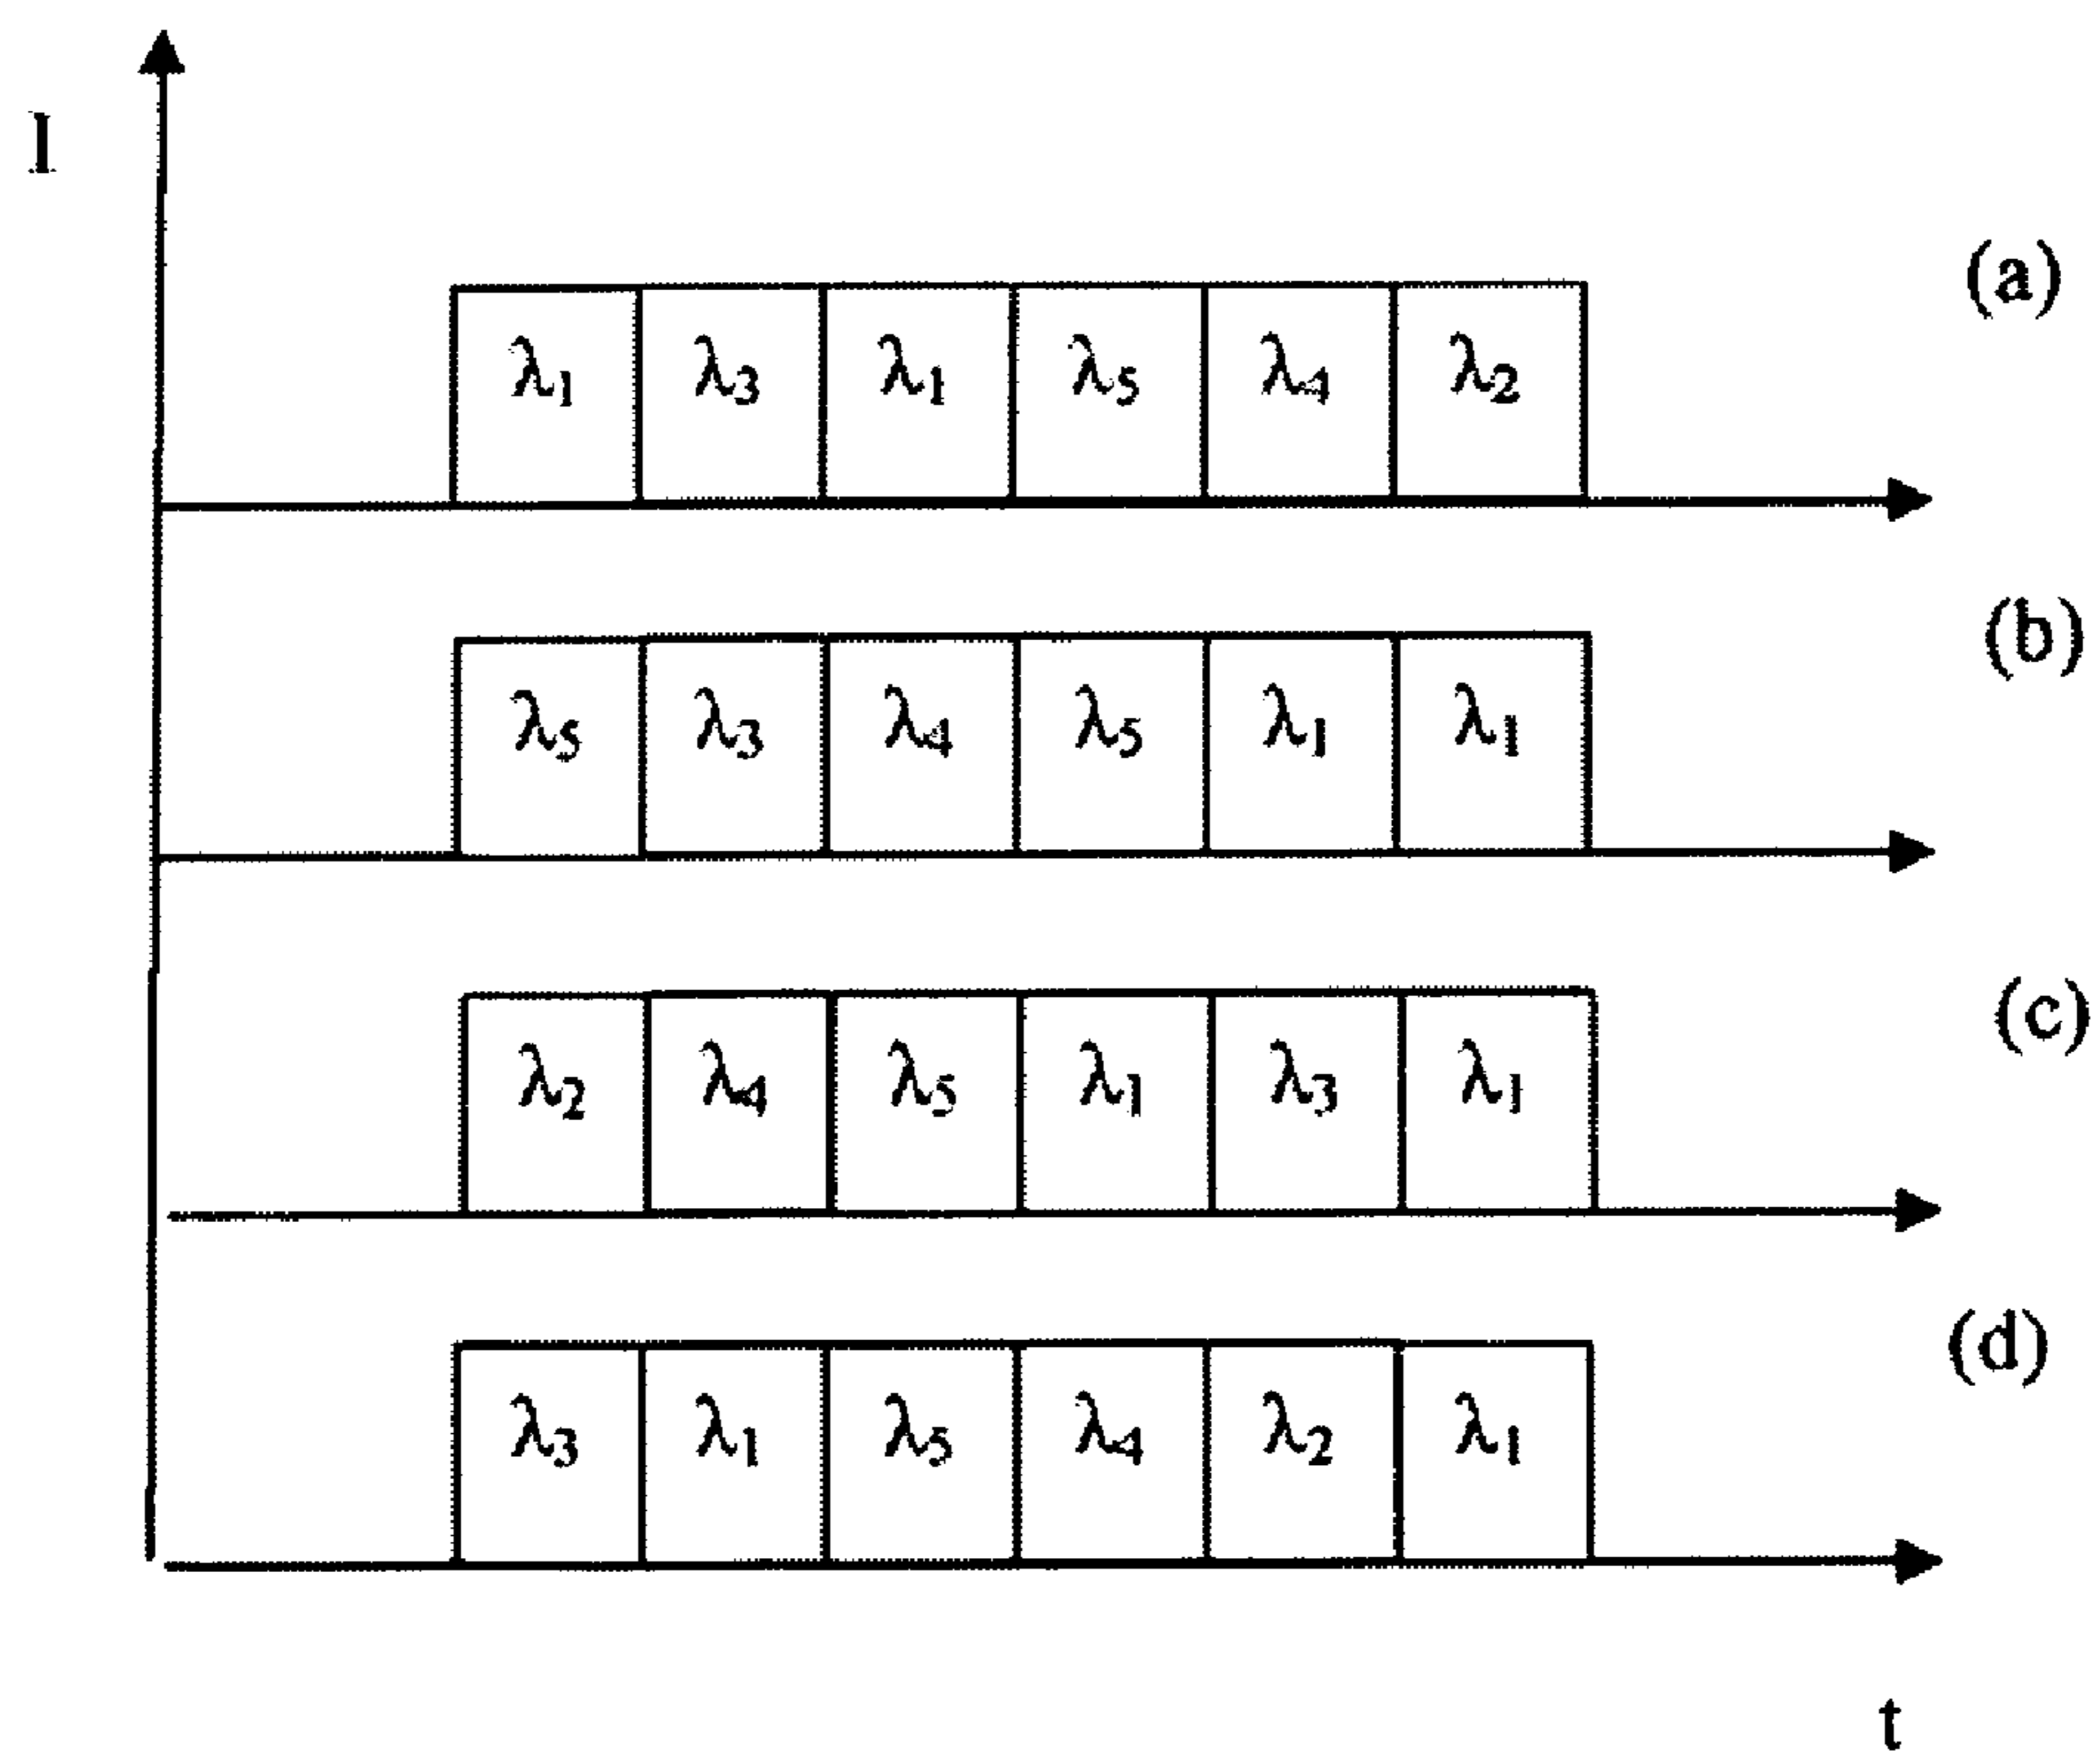 I
(a)
λ1 λ3 λ1 λ5 λ4 λ2
(b)
λ5 λ3 λ4 λ5 λ1 λ1
(c)
λ2 λ4 λ5 λ1 λ3 λ1
(d)
λ3 λ1 λ5 λ4 λ2 λ1
t